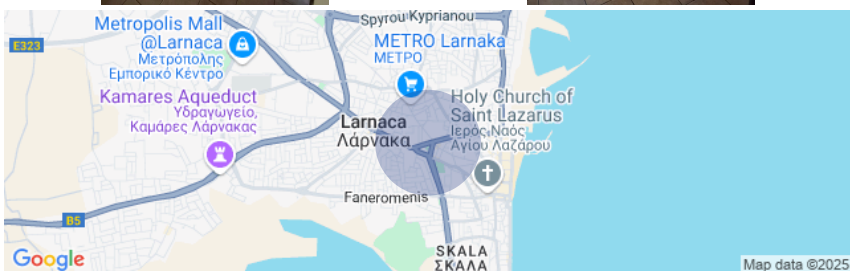 Spyrou Kyprianou
Metropolis Mall
@Larnaca
Μετρόπολης
Εμπορικό Κέντρο
E323
METRO Larnaka
ΜΕΤΡΟ
Kamares Aqueduct
Υδραγωγείο,
Καμάρες Λάρνακας
Holy Church of
Saint Lazarus
Ιερός Ναός
Αγίου Λαζάρου
Larnaca
Λάρνακα
Faneromenis
B5
SKALA
ΣΚΑΛΑ
Google
Map data ©2025